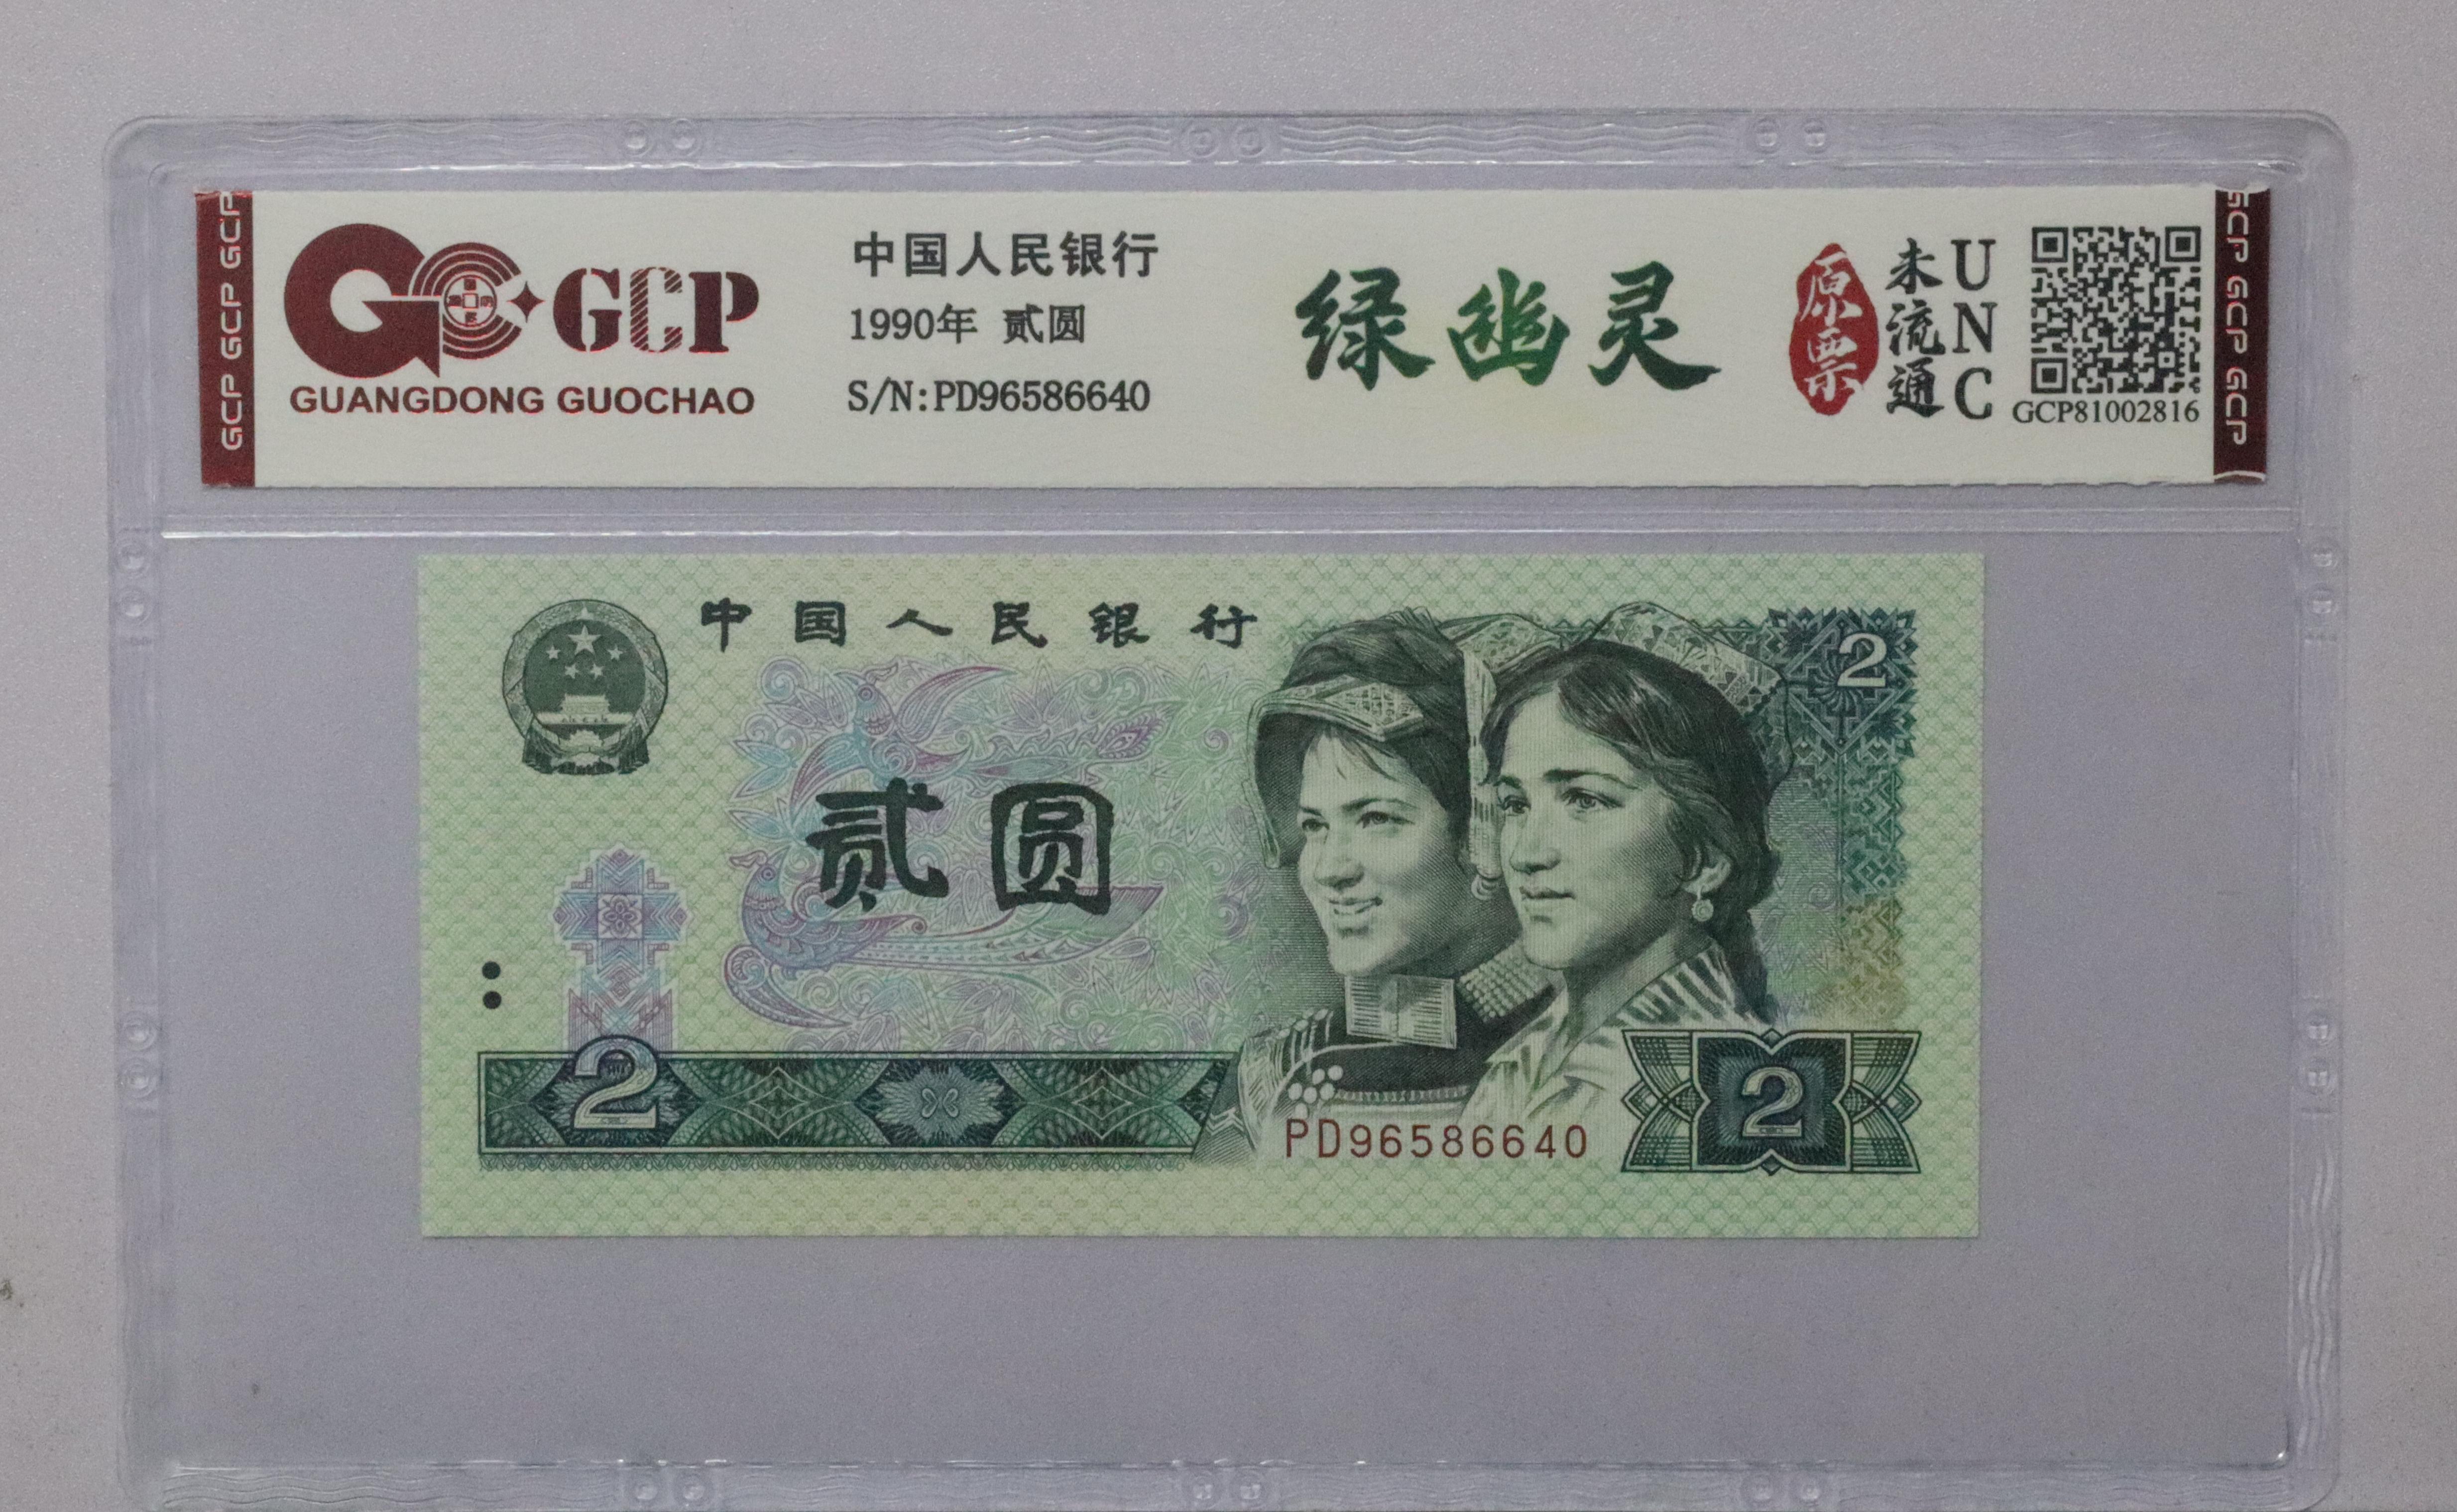 GCP GCP GCP
GCP
GUANGDONG GUOCHAO
中国人民银行
1990年 贰圆
S/N:PD96586640
绿幽灵
原票
未流通
UNC
GCP81002816
GCP GCP GCP
中国人民银行
2
贰圆
2
PD96586640
2